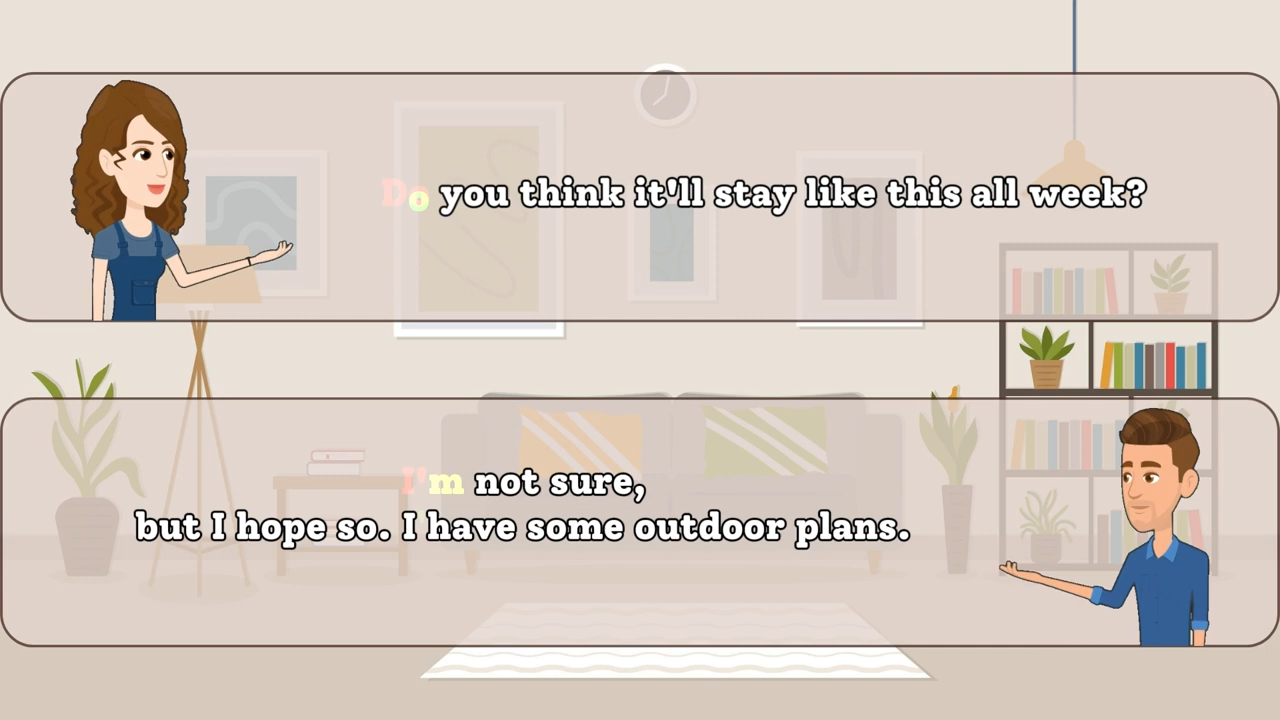 Do you think it'll stay like this all week?
I'm not sure,
but I hope so. I have some outdoor plans.